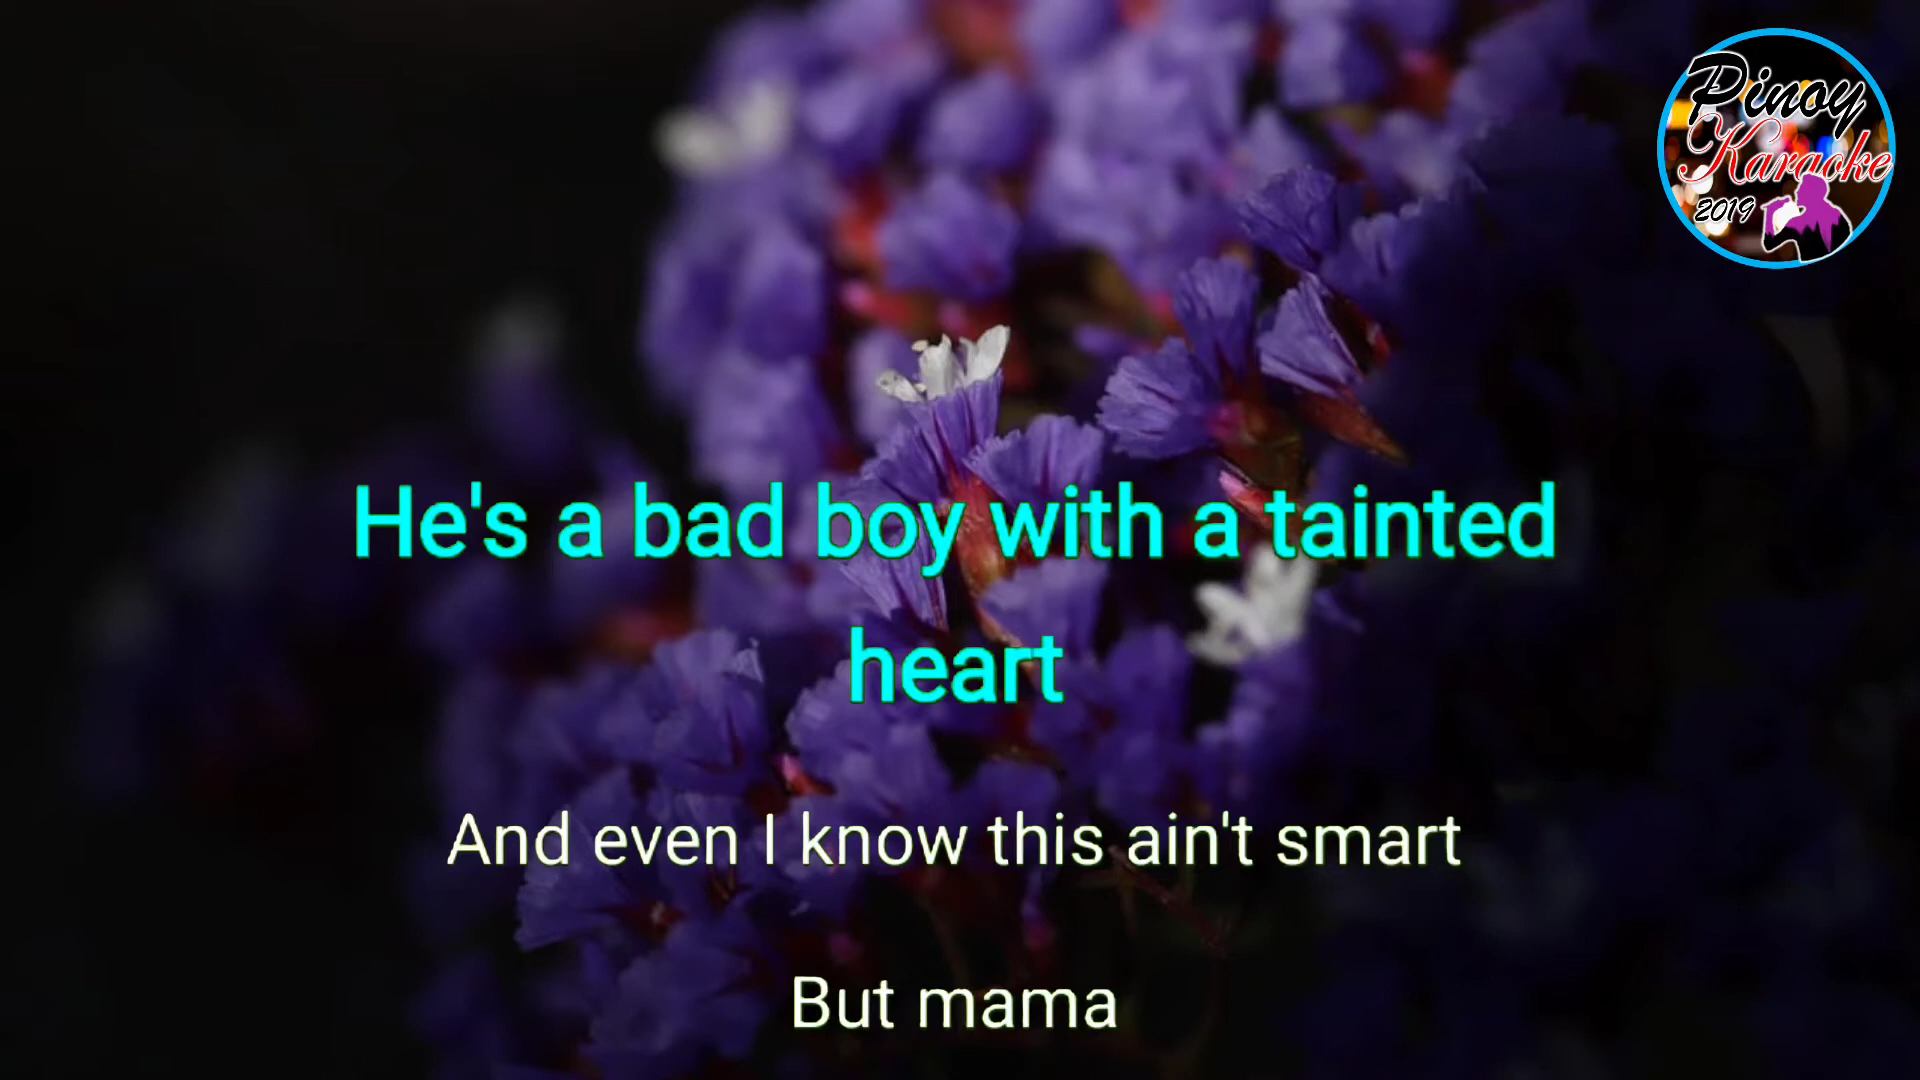 Pinoy
Karaoke
2019
He's a bad boy with a tainted
heart
And even I know this ain't smart
But mama